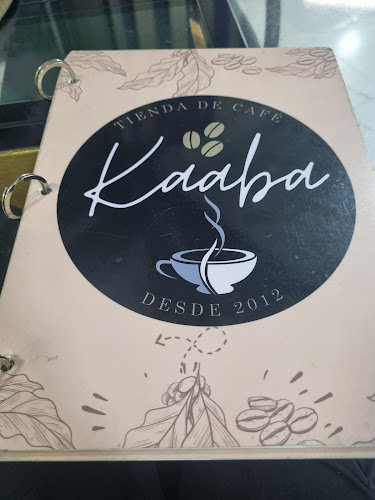 TIENDA DE CAFÉ
Kaaba
DESDE 2012